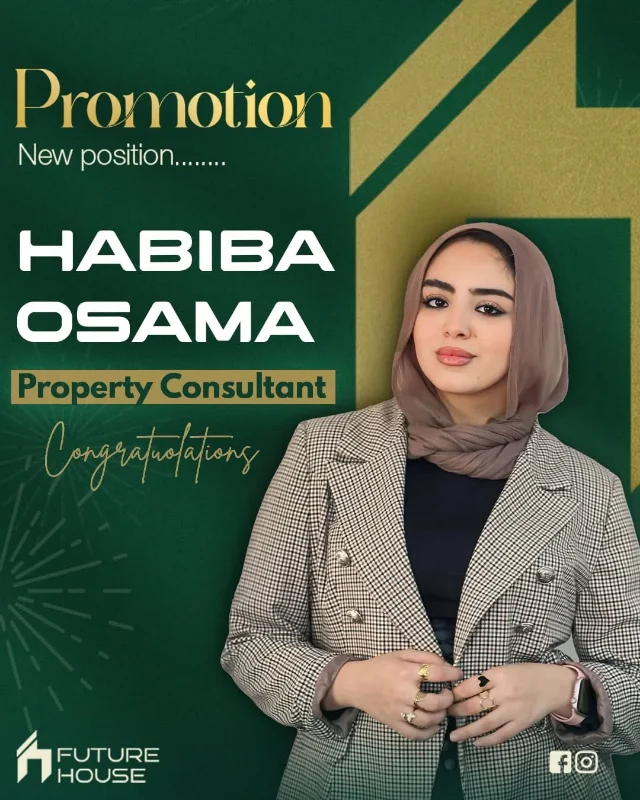 Promotion
New position........
HABIBA
OSAMA
Property Consultant
Congratuolations
FUTURE
HOUSE